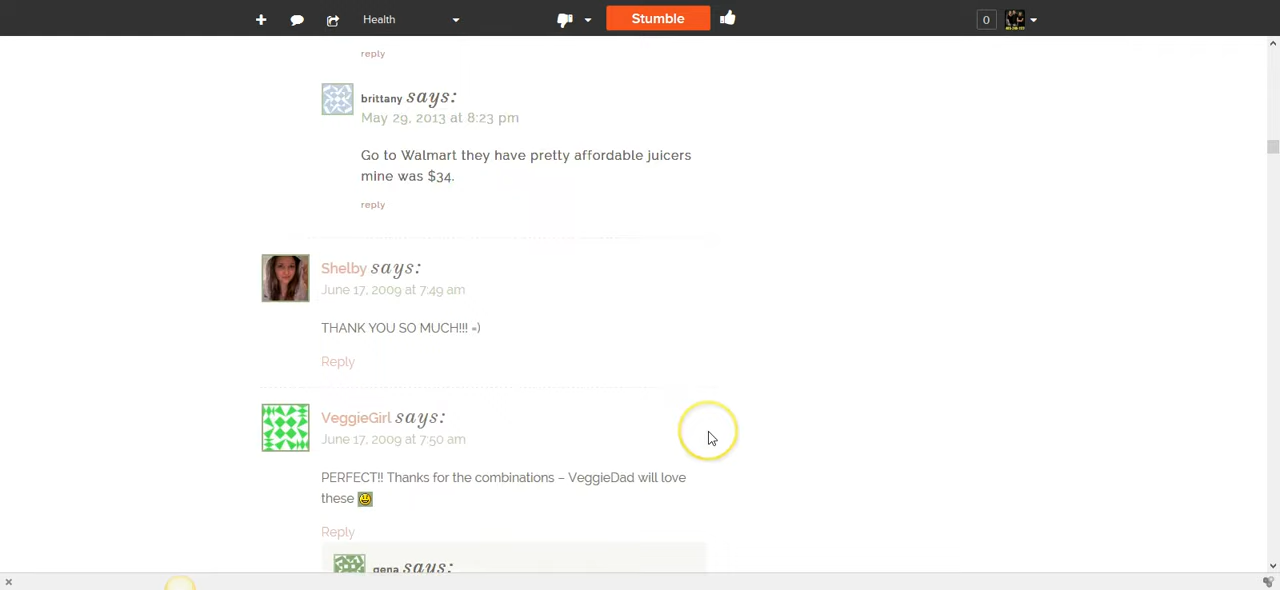 Health
Stumble
0
reply
brittany says:
May 29, 2013 at 8:23 pm
Go to Walmart they have pretty affordable juicers
mine was $34.
reply
Shelby says:
June 17, 2009 at 7:49 am
THANK YOU SO MUCH!!! =)
Reply
VeggieGirl says:
June 17, 2009 at 7:50 am
PERFECT!! Thanks for the combinations – VeggieDad will love
these
Reply
gena says: